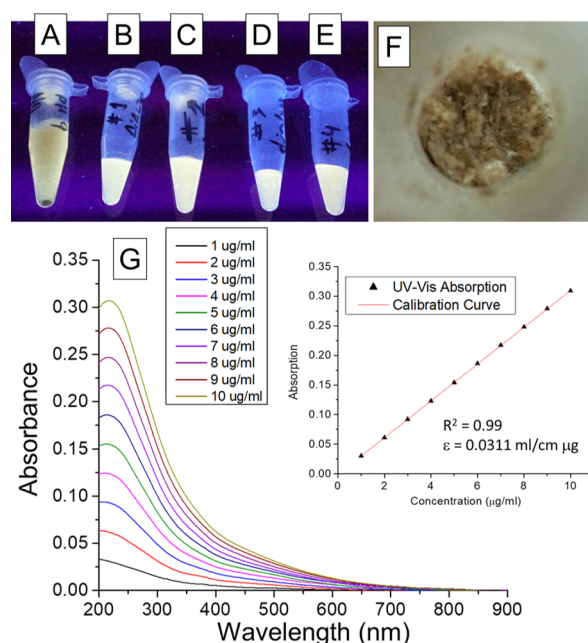 A
B
C
D
E
F
#1
#2
#3
#4
G
1 ug/ml
2 ug/ml
3 ug/ml
4 ug/ml
5 ug/ml
6 ug/ml
7 ug/ml
8 ug/ml
9 ug/ml
10 ug/ml
Absorbance
0.35
0.30
0.25
0.20
0.15
0.10
0.05
0.00
200 300 400 500 600 700 800 900
Wavelength (nm)
UV-Vis Absorption
Calibration Curve
Absorption
0.35
0.30
0.25
0.20
0.15
0.10
0.05
0.00
R² = 0.99
ε = 0.0311 ml/cm µg
0 2 4 6 8 10
Concentration (µg/ml)